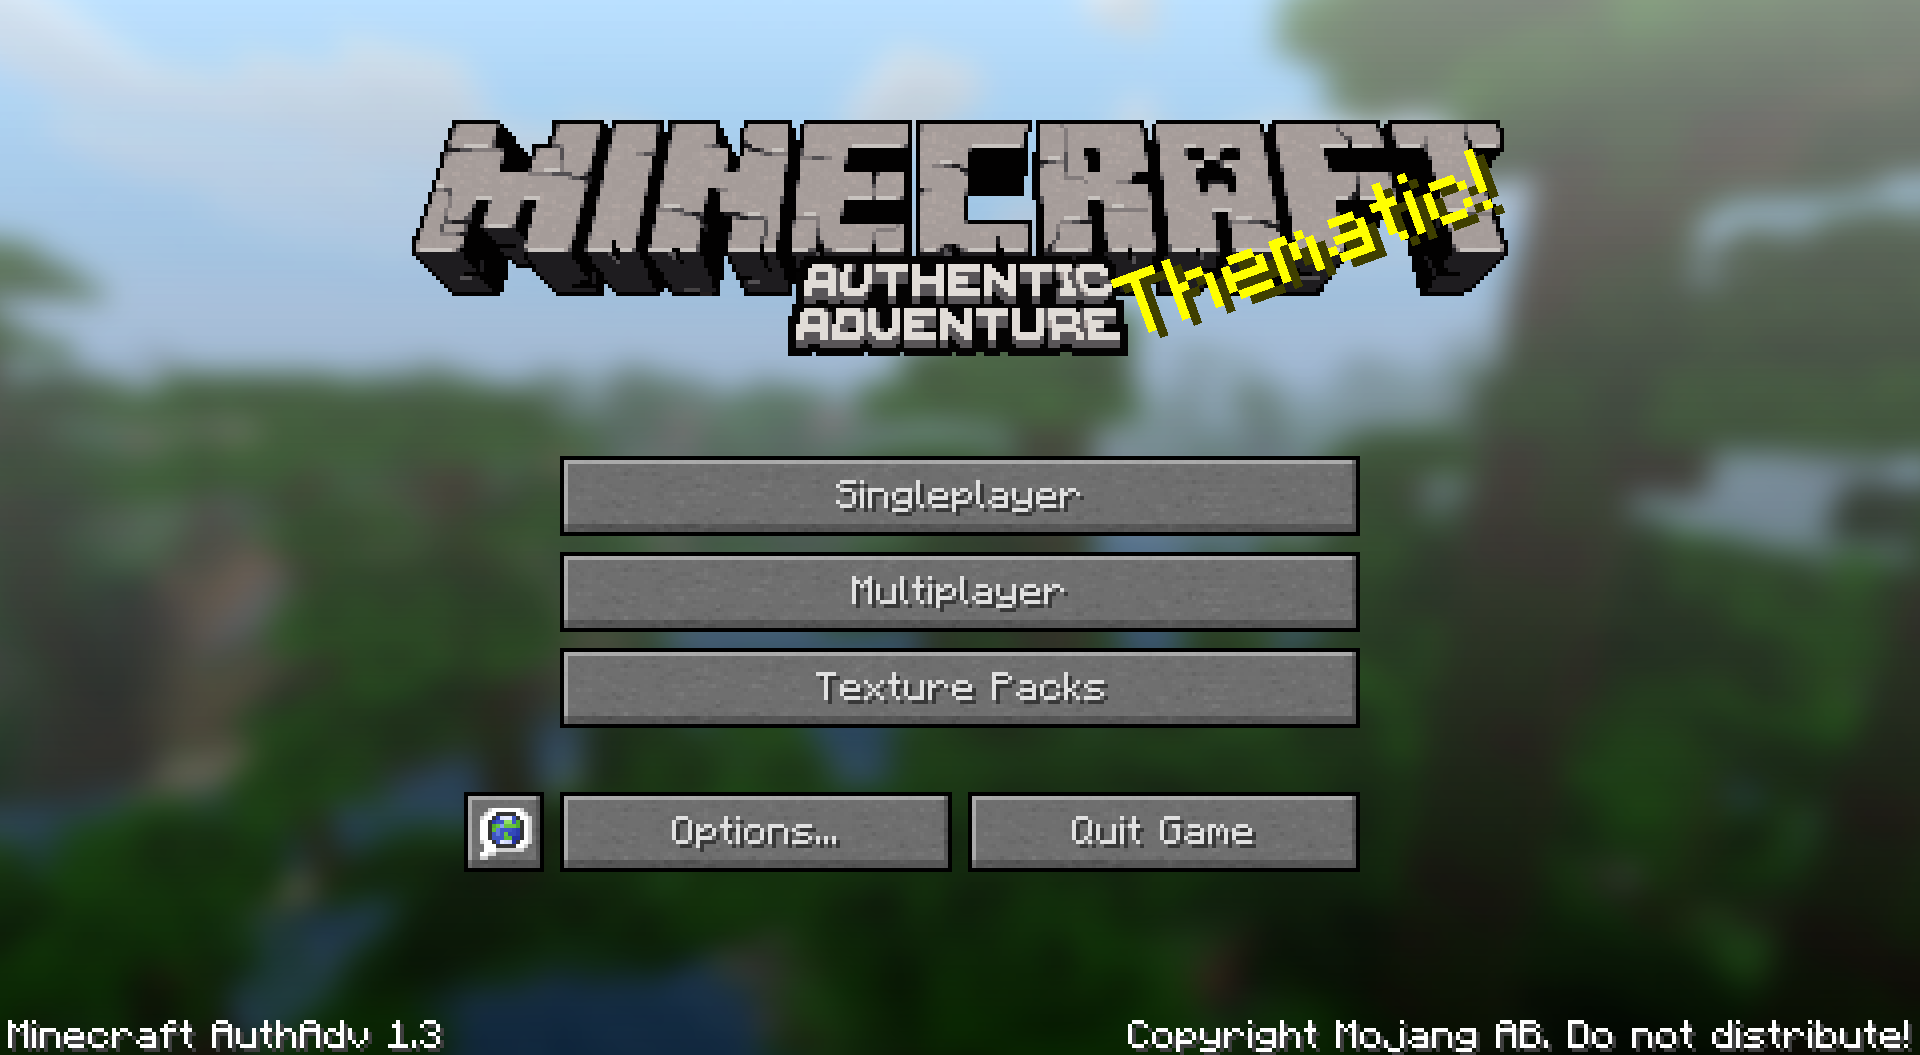 MINECRAFT
AUTHENTIC
ADVENTURE
Thematic!
Singleplayer
Multiplayer
Texture Packs
Options...
Quit Game
Minecraft AuthAdv 1.3
Copyright Mojang AB. Do not distribute!